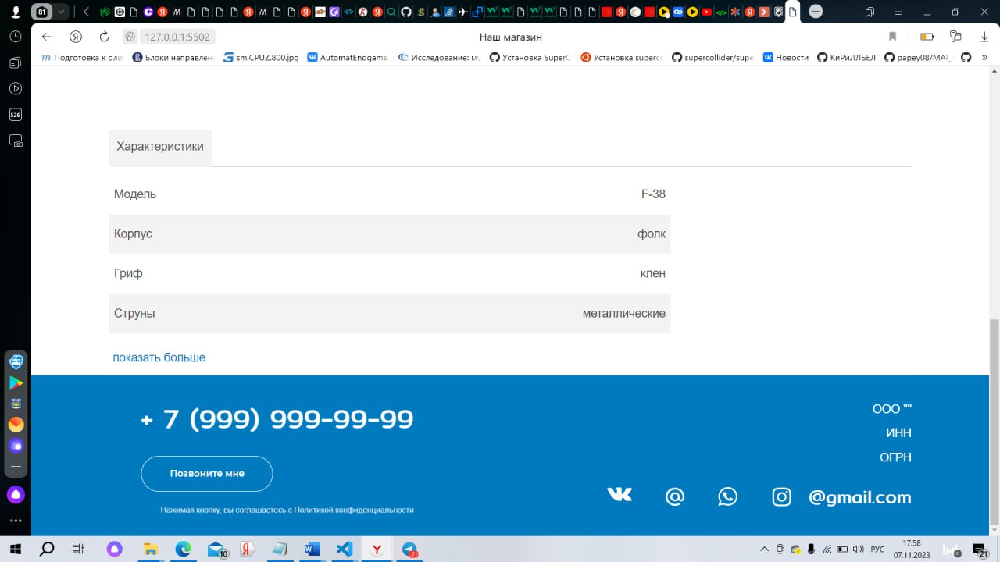 81
127.0.0.1:5502
Наш магазин
Подготовка к оли
Блоки направлен
sm.CPUZ.800.jpg
AutomatEndgame
Исследование: му
Установка SuperC
Установка superco
supercollider/supe
Новости
КиРиЛЛБЕЛ
papey08/MAI_
»
526
Характеристики
Модель F-38
Корпус фолк
Гриф клен
Струны металлические
показать больше
+ 7 (999) 999-99-99
Позвоните мне
Нажимая кнопку, вы соглашаетесь с Политикой конфиденциальности
ООО ""
ИНН
ОГРН
@gmail.com
10
РУС
17:58
07.11.2023
21